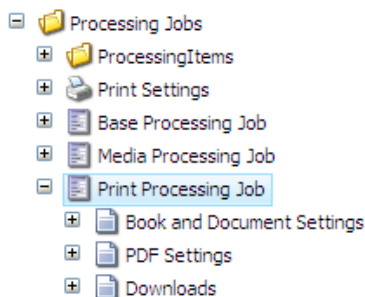 Processing Jobs
ProcessingItems
Print Settings
Base Processing Job
Media Processing Job
Print Processing Job
Book and Document Settings
PDF Settings
Downloads